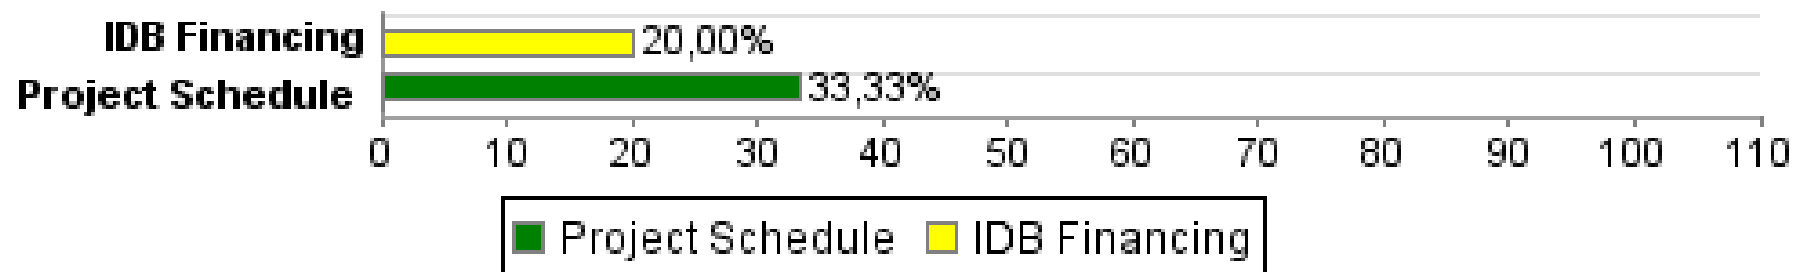 IDB Financing 20,00%
Project Schedule 33,33%
0 10 20 30 40 50 60 70 80 90 100 110
Project Schedule IDB Financing